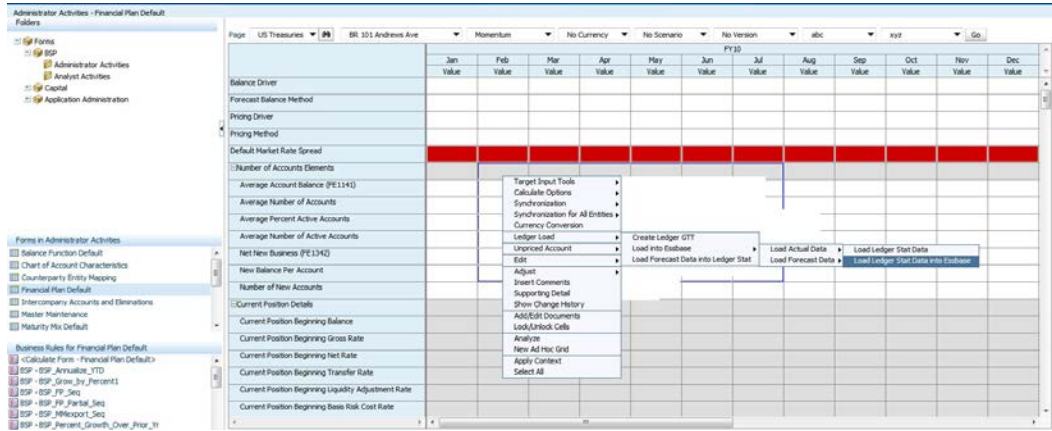 Administrator Activities - Financial Plan Default
Folders
Forms
BSP
Administrator Activities
Analyst Activities
Capital
Application Administration
Forms in Administrator Activities
Balance Function Default
Chart of Account Characteristics
Counterparty Entity Mapping
Financial Plan Default
Intercompany Accounts and Eliminations
Master Maintenance
Maturity Mix Default
Business Rules for Financial Plan Default
<Calculate Form - Financial Plan Default>
BSP - BSP_Annualize_YTD
BSP - BSP_Grow_by_Percent1
BSP - BSP_FP_Seq
BSP - BSP_FP_Partial_Seq
BSP - BSP_MMexport_Seq
BSP - BSP_Percent_Growth_Over_Prior_Yr
Page US Treasuries BR 101 Andrews Ave Momentum No Currency No Scenario No Version abc xyz Go
FY10
Jan Feb Mar Apr May Jun Jul Aug Sep Oct Nov Dec
Value Value Value Value Value Value Value Value Value Value Value Value
Balance Driver
Forecast Balance Method
Pricing Driver
Pricing Method
Default Market Rate Spread
Number of Accounts Elements
Average Account Balance (FE1141)
Average Number of Accounts
Average Percent Active Accounts
Average Number of Active Accounts
Net New Business (FE1342)
New Balance Per Account
Number of New Accounts
Current Position Details
Current Position Beginning Balance
Current Position Beginning Gross Rate
Current Position Beginning Net Rate
Current Position Beginning Transfer Rate
Current Position Beginning Liquidity Adjustment Rate
Current Position Beginning Basis Risk Cost Rate
Target Input Tools
Calculate Options
Synchronization
Synchronization for All Entities
Currency Conversion
Ledger Load
Unpriced Account
Edit
Adjust
Insert Comments
Supporting Detail
Show Change History
Add/Edit Documents
Lock/Unlock Cells
Analyze
New Ad Hoc Grid
Apply Context
Select All
Create Ledger GTT
Load into Essbase
Load Forecast Data into Ledger Stat
Load Actual Data
Load Forecast Data
Load Ledger Stat Data
Load Ledger Stat Data into Essbase